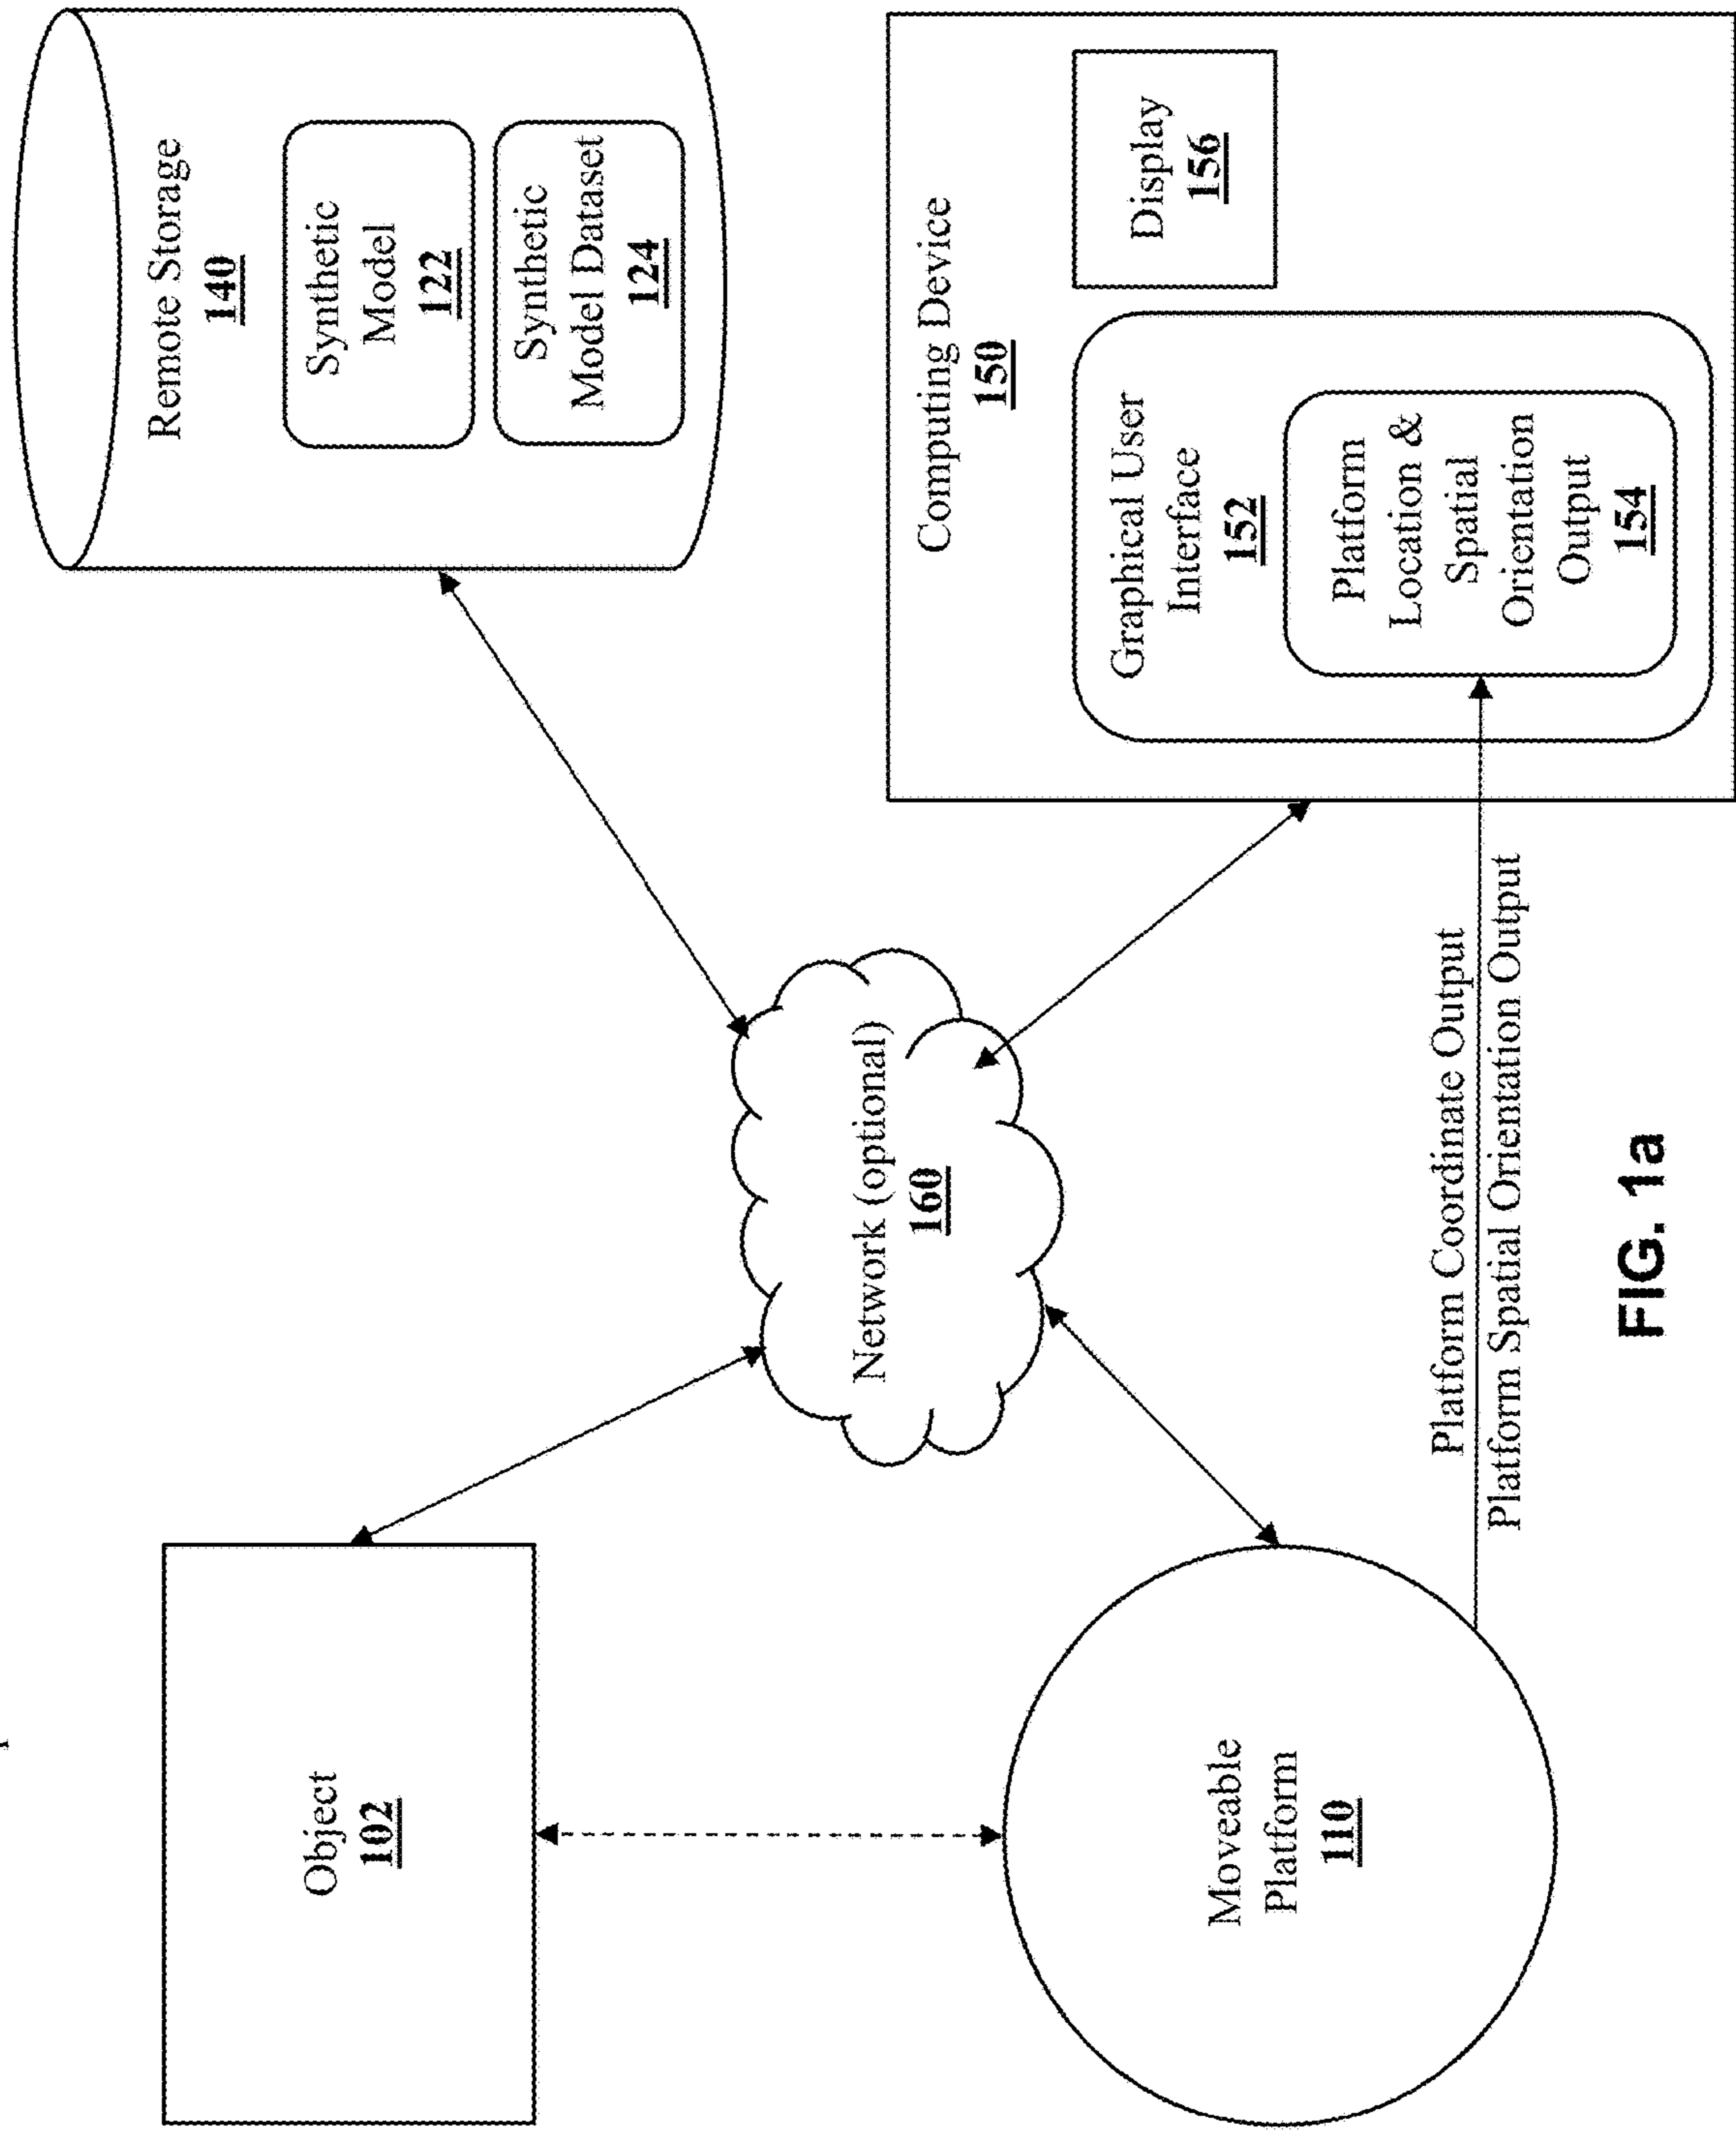 Object
102
Remote Storage
140
Synthetic
Model
122
Synthetic
Model Dataset
124
Network (optional)
160
Moveable
Platform
110
Computing Device
150
Graphical User
Interface
152
Platform
Location &
Spatial
Orientation
Output
154
Display
156
Platform Coordinate Output
Platform Spatial Orientation Output
FIG. 1a